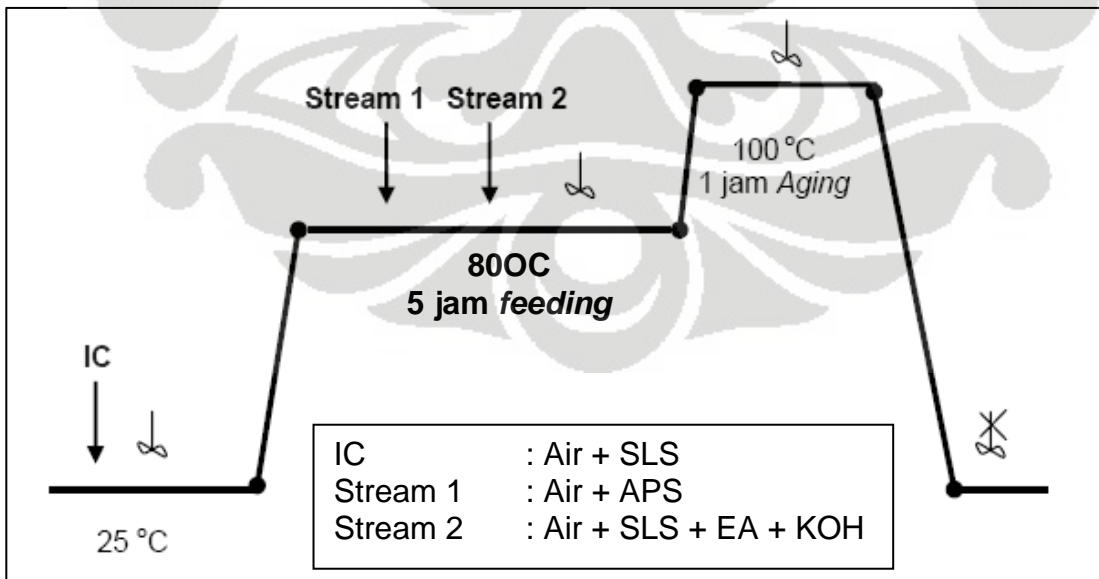 Stream 1 Stream 2
100 °C
1 jam Aging
80OC
5 jam feeding
IC
25 °C
IC : Air + SLS
Stream 1 : Air + APS
Stream 2 : Air + SLS + EA + KOH